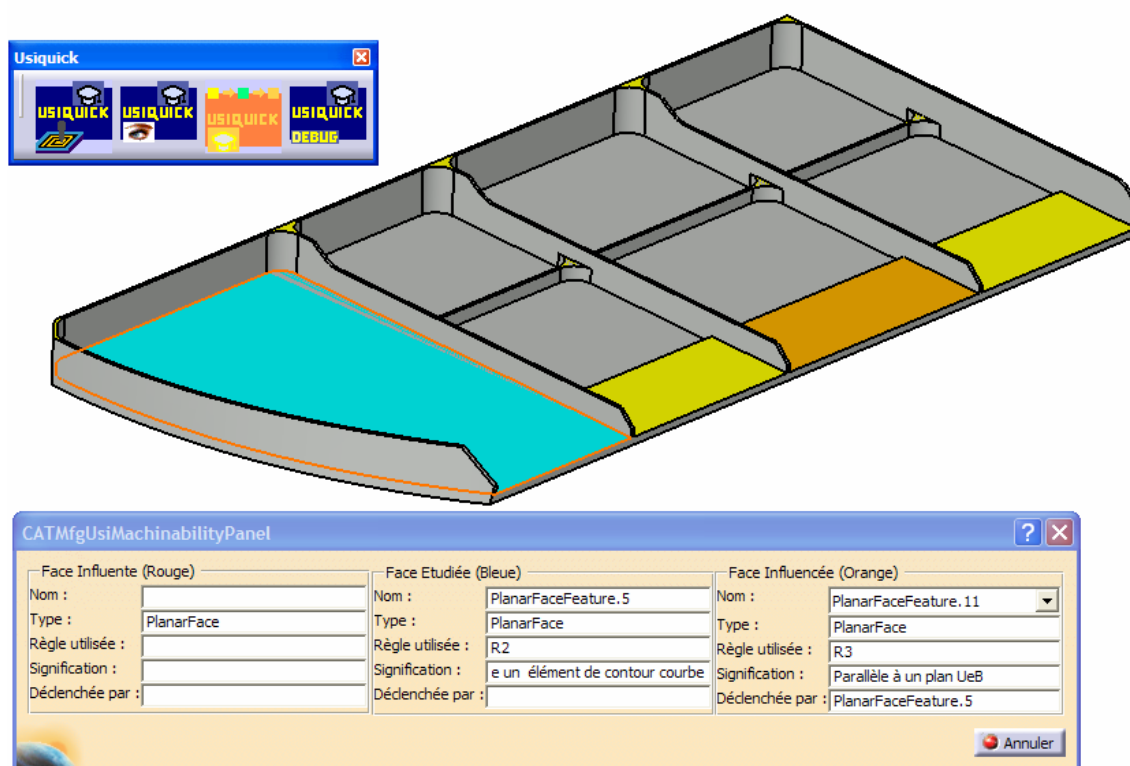 Usiquick
USIQUICK USIQUICK USIQUICK USIQUICK
DEBUG
CATMfgUsiMachinabilityPanel
Face Influente (Rouge)
Nom :
Type : PlanarFace
Règle utilisée :
Signification :
Déclenchée par :
Face Etudiée (Bleue)
Nom : PlanarFaceFeature.5
Type : PlanarFace
Règle utilisée : R2
Signification : e un élément de contour courbe
Déclenchée par :
Face Influencée (Orange)
Nom : PlanarFaceFeature.11
Type : PlanarFace
Règle utilisée : R3
Signification : Parallèle à un plan UeB
Déclenchée par : PlanarFaceFeature.5
Annuler